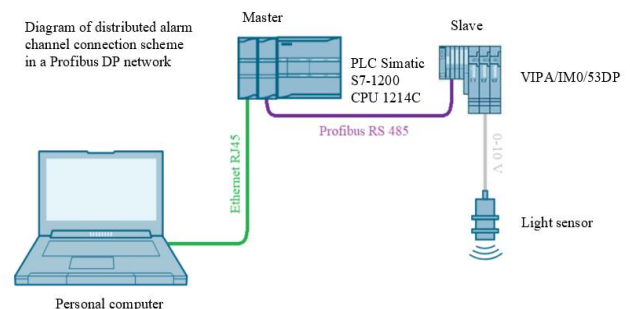 Diagram of distributed alarm
channel connection scheme
in a Profibus DP network
Master
Slave
PLC Simatic
S7-1200
CPU 1214C
VIPA/IM0/53DP
Profibus RS 485
Ethernet RJ45
0-10 V
Light sensor
Personal computer